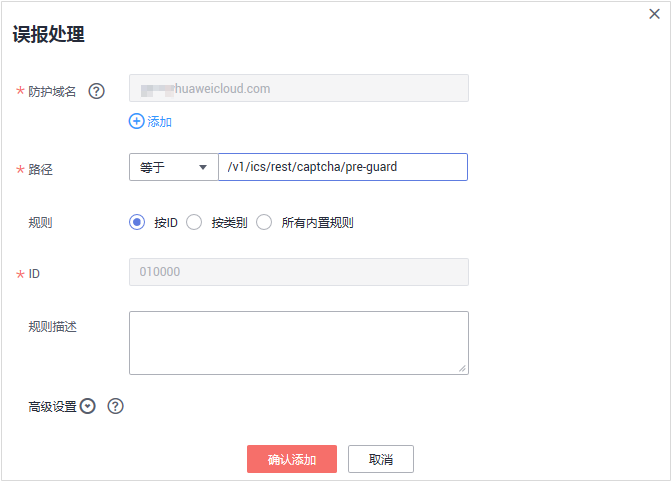 误报处理
* 防护域名 ? huaweicloud.com
添加
* 路径 等于 /v1/ics/rest/captcha/pre-guard
规则 按ID 按类别 所有内置规则
* ID 010000
规则描述
高级设置 ?
确认添加 取消